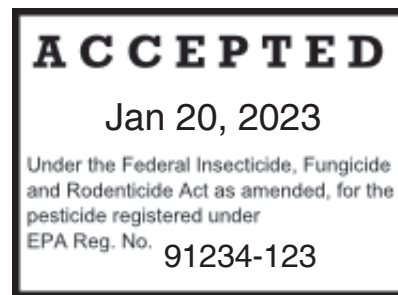 ACCEPTED
Jan 20, 2023
Under the Federal Insecticide, Fungicide
and Rodenticide Act as amended, for the
pesticide registered under
EPA Reg. No. 91234-123